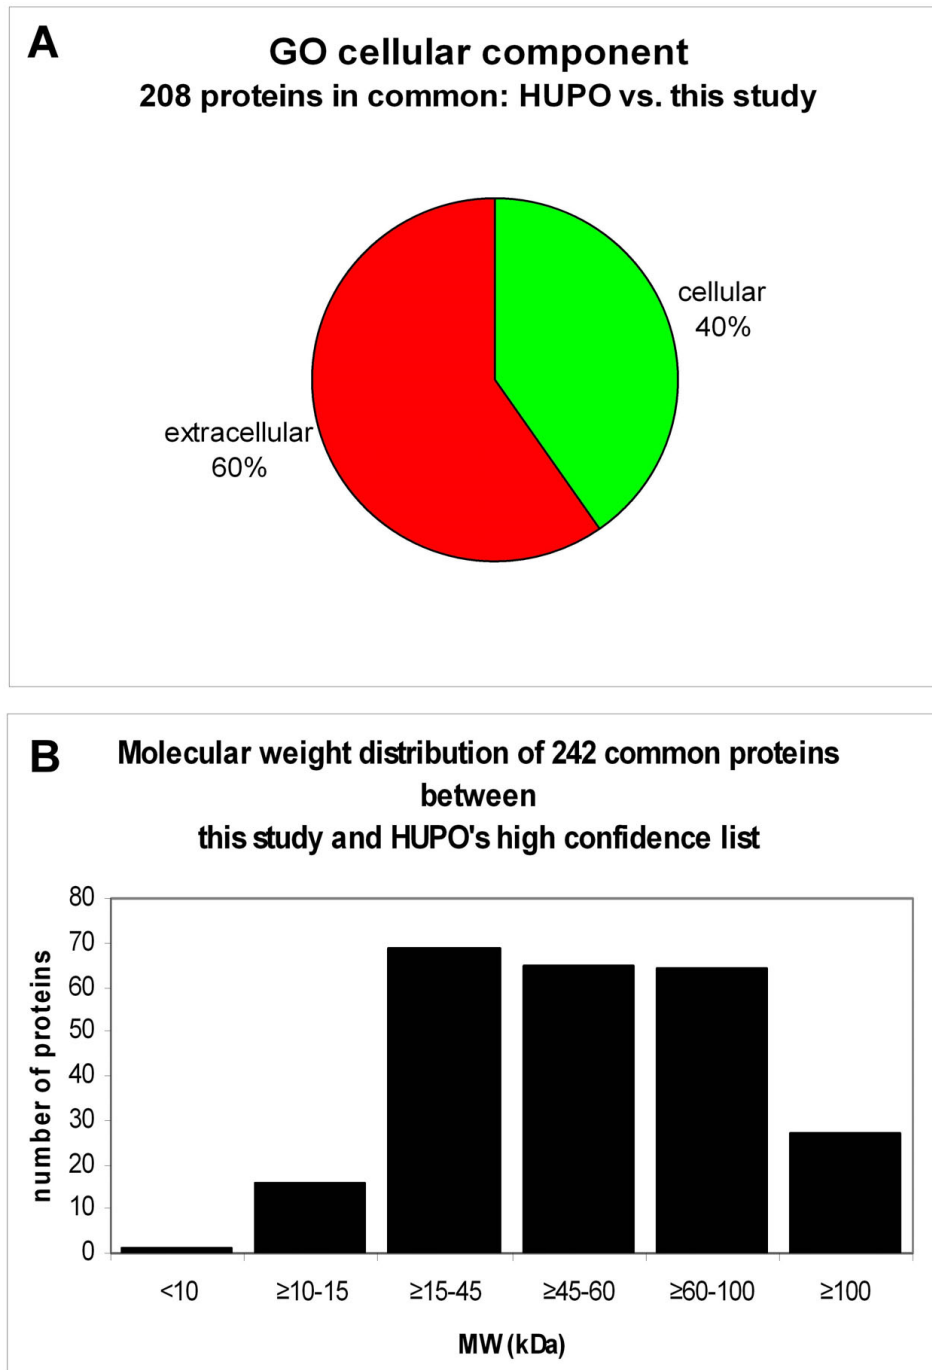 A
GO cellular component
208 proteins in common: HUPO vs. this study
cellular
40%
extracellular
60%
B
Molecular weight distribution of 242 common proteins
between
this study and HUPO's high confidence list
80
70
60
50
40
30
20
10
0
number of proteins
<10 ≥10-15 ≥15-45 ≥45-60 ≥60-100 ≥100
MW (kDa)